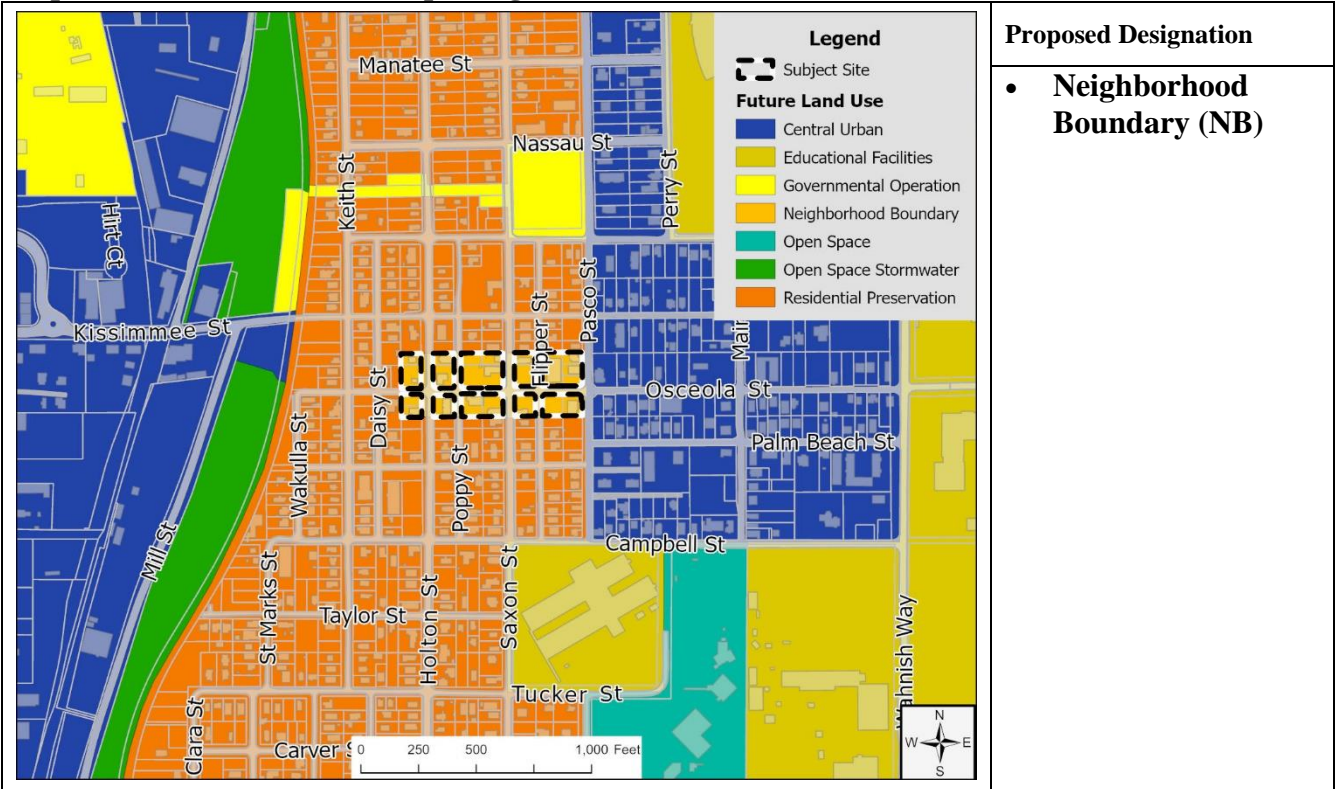 Legend
Subject Site
Future Land Use
Central Urban
Educational Facilities
Governmental Operation
Neighborhood Boundary
Open Space
Open Space Stormwater
Residential Preservation
Manatee St
Nassau St
Keith St
Perry St
Hirt Ct
Kissimmee St
Flipper St
Pasco St
Daisy St
Osceola St
Wakulla St
Poppy St
Palm Beach St
Mill St
Campbell St
St Marks St
Taylor St
Holton St
Saxon St
Wahnish Way
Tucker St
Clara St
Carver
0 250 500 1,000 Feet
N
W E
S
Proposed Designation
• Neighborhood
Boundary (NB)